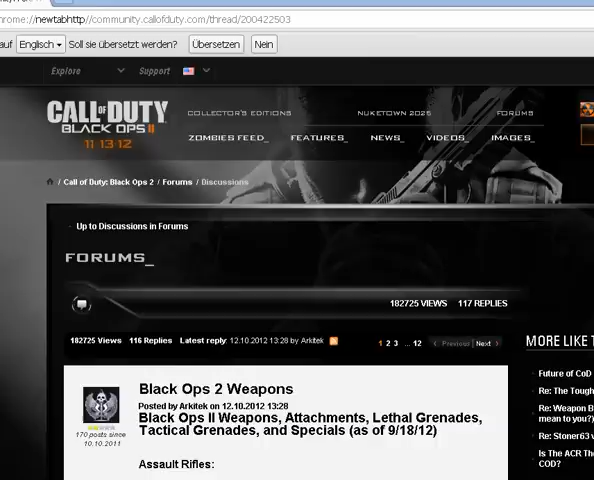 hrome://newtabhttp//community.callofduty.com/thread/200422503
auf Englisch Soll sie übersetzt werden? Übersetzen Nein
Explore Support
CALL OF DUTY
BLACK OPS II
11 13 12
COLLECTOR'S EDITIONS NUKETOWN 2025 FORUMS
ZOMBIES FEED_ FEATURES_ NEWS_ VIDEOS_ IMAGES_
/ Call of Duty: Black Ops 2 / Forums / Discussions
Up to Discussions in Forums
FORUMS_
182725 VIEWS 117 REPLIES
182725 Views 116 Replies Latest reply: 12.10.2012 13:28 by Arkitek 1 2 3 ... 12 Previous Next
MORE LIKE T
Future of CoD
Re: The Tough
Re: Weapon B
mean to you?)
Re: Stoner63 v
Is The ACR The
COD?
Black Ops 2 Weapons
Posted by Arkitek on 12.10.2012 13:28
Black Ops II Weapons, Attachments, Lethal Grenades,
Tactical Grenades, and Specials (as of 9/18/12)
170 posts since
10.10.2011
Assault Rifles: